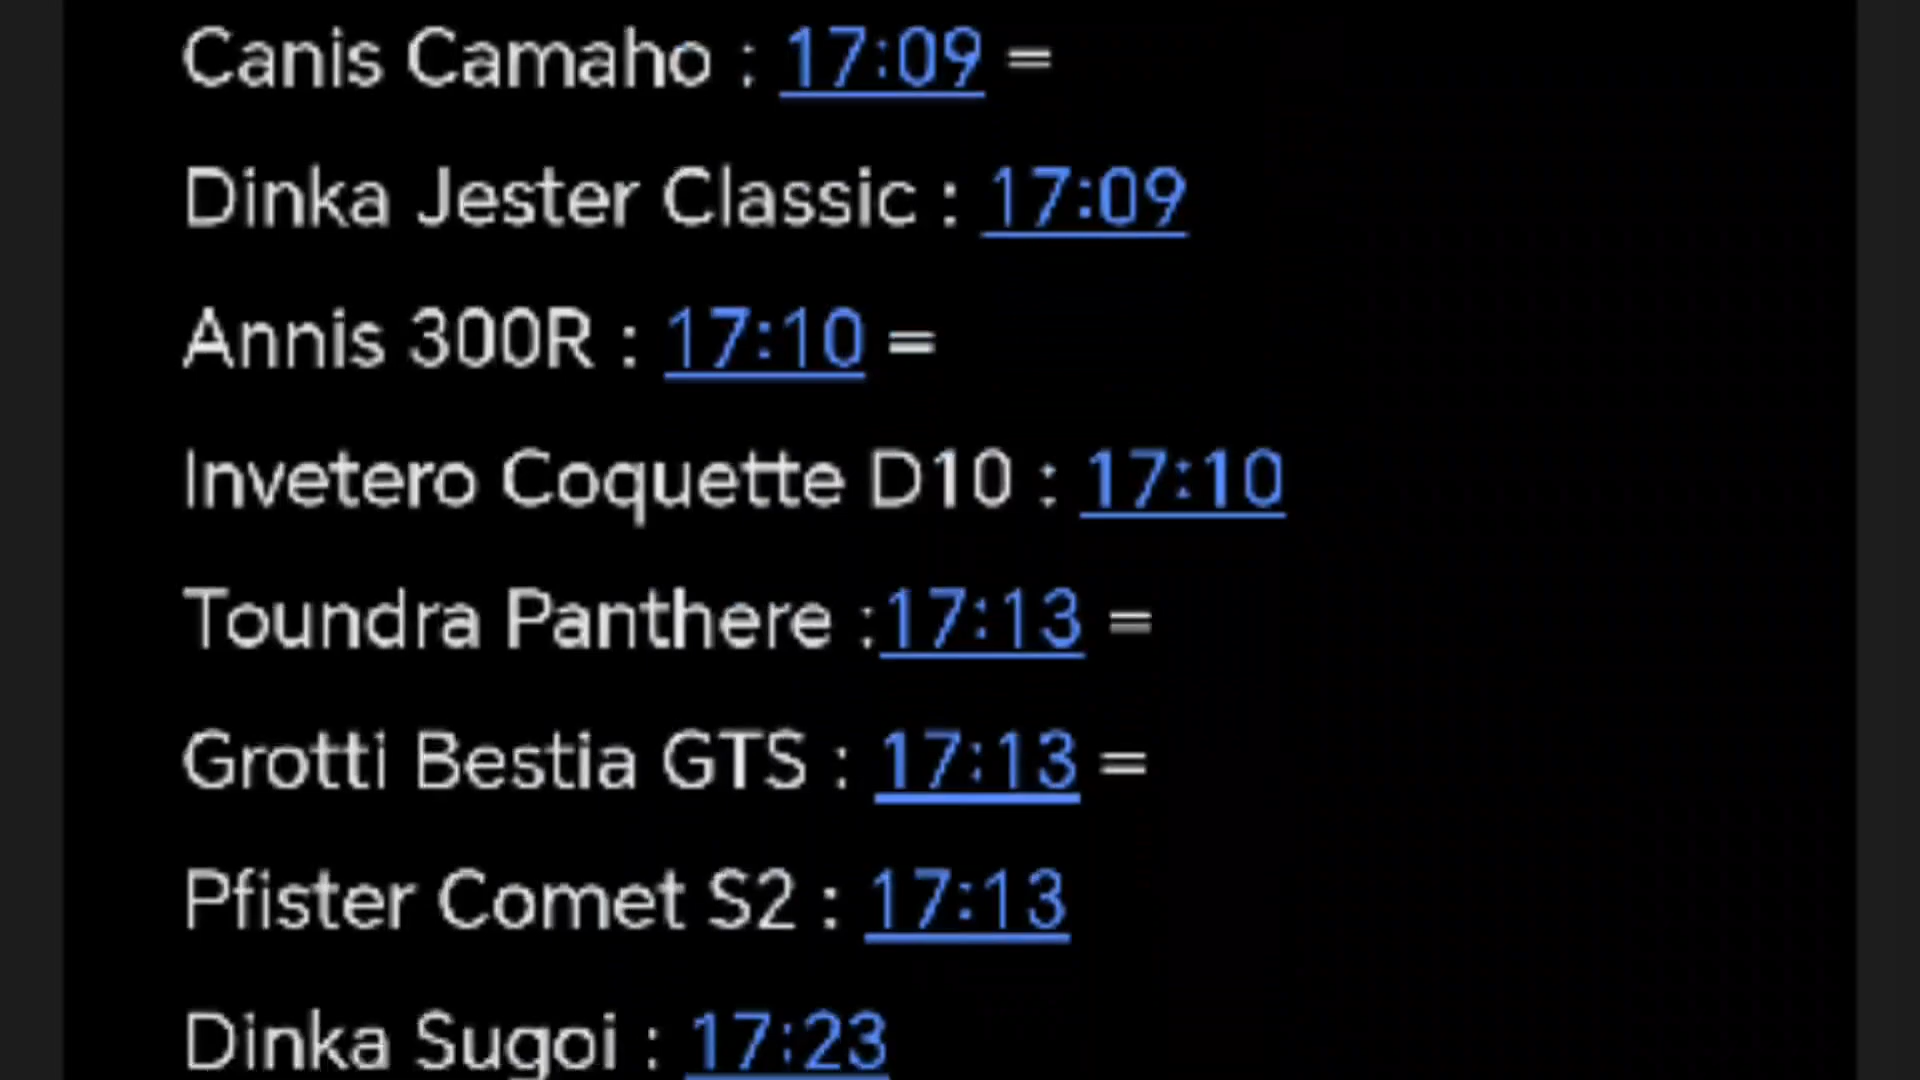 Canis Camaho : 17:09 =
Dinka Jester Classic : 17:09
Annis 300R : 17:10 =
Invetero Coquette D10 : 17:10
Toundra Panthere :17:13 =
Grotti Bestia GTS : 17:13 =
Pfister Comet S2 : 17:13
Dinka Sugoi : 17:23